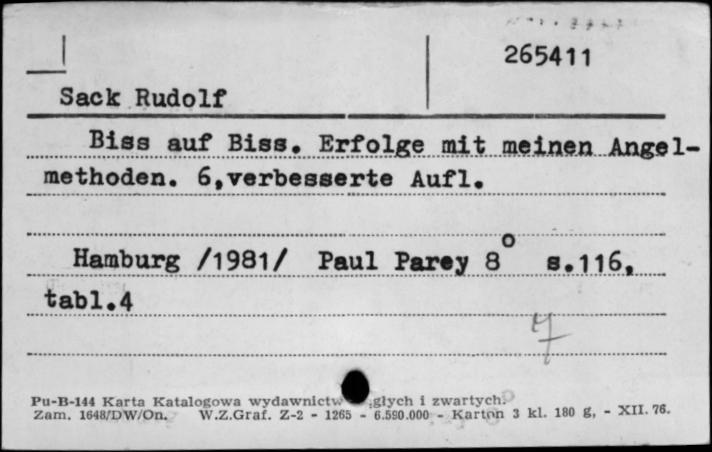 265411
Sack Rudolf
Biss auf Biss. Erfolge mit meinen Angel-
methoden. 6,verbesserte Aufl.
Hamburg /1981/ Paul Parey 8° s.116,
tabl.4
Pu-B-144 Karta Katalogowa wydawnictw głych i zwartych.
Zam. 1648/DW/On. W.Z.Graf. Z-2 - 1265 - 6.590.000 - Karton 3 kl. 180 g, - XII. 76.